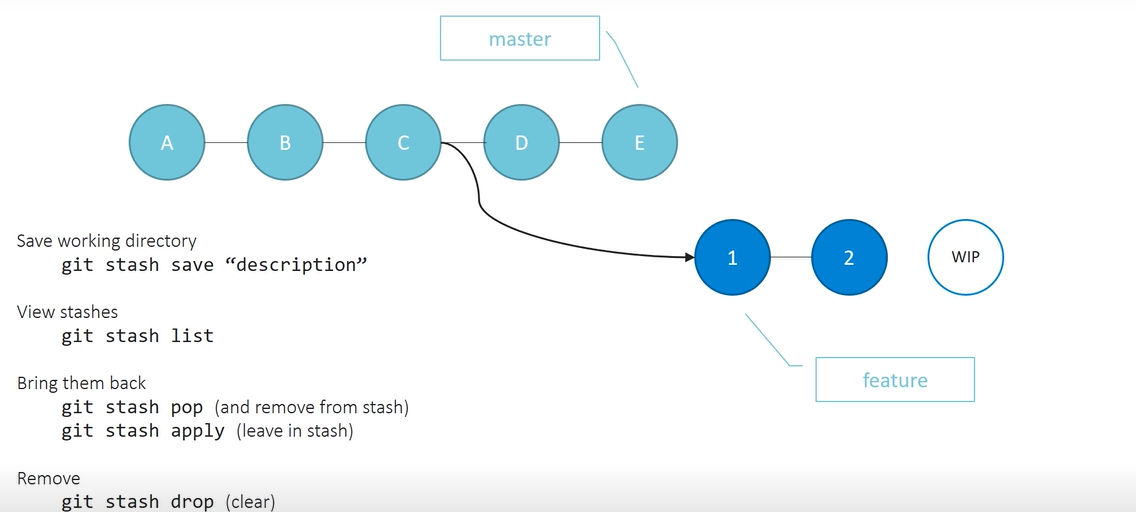 master
A B C D E
Save working directory
git stash save “description”
1 2 WIP
View stashes
git stash list
Bring them back
feature
git stash pop (and remove from stash)
git stash apply (leave in stash)
Remove
git stash drop (clear)